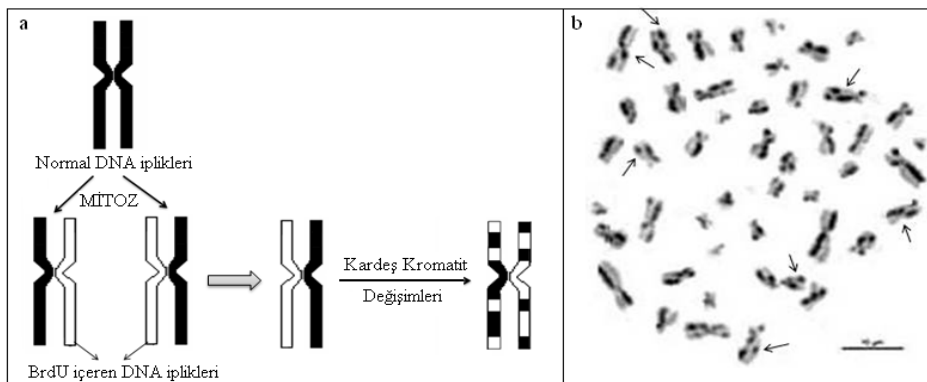 a
Normal DNA iplikleri
MİTOZ
Kardeş Kromatit
Değişimleri
BrdU içeren DNA iplikleri
b